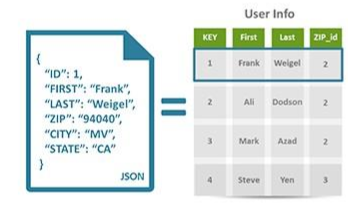 User Info
{
"ID": 1,
"FIRST": "Frank",
"LAST": "Weigel",
"ZIP": "94040",
"CITY": "MV",
"STATE": "CA"
}
JSON
=
KEY First Last ZIP_id
1 Frank Weigel 2
2 Ali Dodson 2
3 Mark Azad 2
4 Steve Yen 3